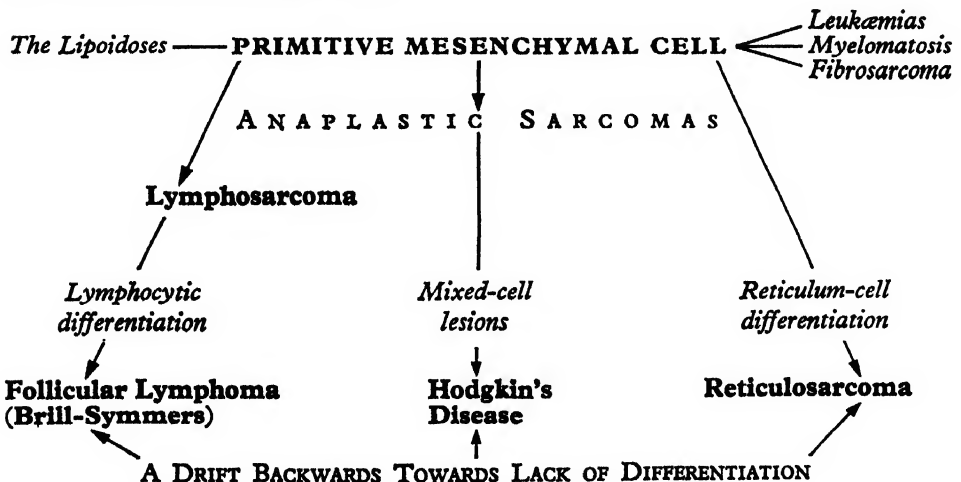 The Lipoidoses
PRIMITIVE MESENCHYMAL CELL
Leukæmias
Myelomatosis
Fibrosarcoma
ANAPLASTIC SARCOMAS
Lymphosarcoma
Lymphocytic
differentiation
Mixed-cell
lesions
Reticulum-cell
differentiation
Follicular Lymphoma
(Brill-Symmers)
Hodgkin's
Disease
Reticulosarcoma
A DRIFT BACKWARDS TOWARDS LACK OF DIFFERENTIATION